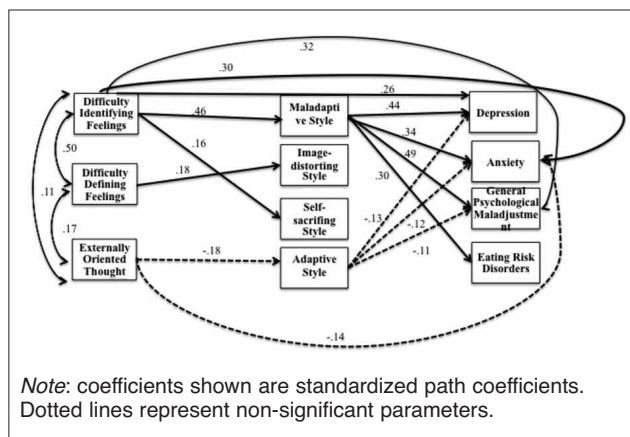 .32
.30
.26
Difficulty
Identifying
Feelings
.46
Maladap­ti
ve Style
.44
Depression
.16
.34
.50
Image-
distorting
Style
.49
Anxiety
Difficulty
Defining
Feelings
.18
.30
.11
General
Psychological
Maladjustme
nt
Self-
sacrifing
Style
-.13
-.12
.17
Externally
Oriented
Thought
-.18
Adaptive
Style
-.11
Eating Risk
Disorders
-.14
Note: coefficients shown are standardized path coefficients.
Dotted lines represent non-significant parameters.